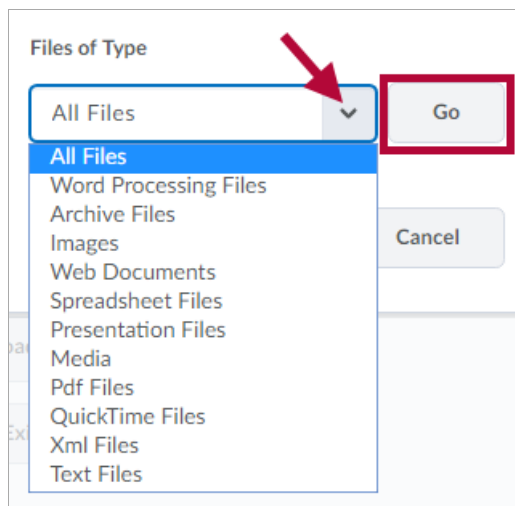 Files of Type
All Files
Go
All Files
Word Processing Files
Archive Files
Images
Web Documents
Cancel
Spreadsheet Files
Presentation Files
Media
Pdf Files
QuickTime Files
Xml Files
Text Files